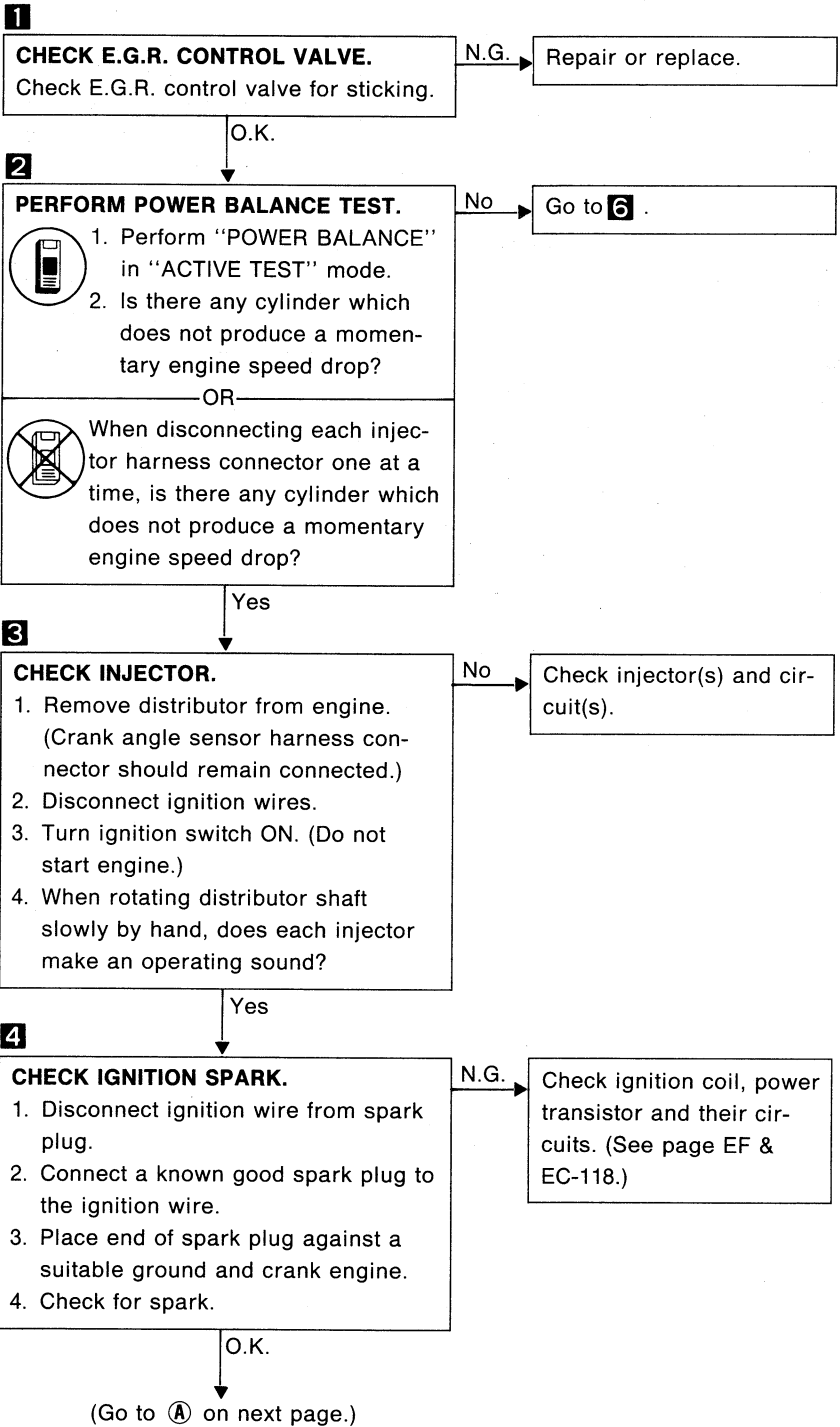 1
CHECK E.G.R. CONTROL VALVE.
Check E.G.R. control valve for sticking.
N.G.
Repair or replace.
O.K.
2
PERFORM POWER BALANCE TEST.
1. Perform "POWER BALANCE"
in "ACTIVE TEST" mode.
2. Is there any cylinder which
does not produce a momen-
tary engine speed drop?
OR
When disconnecting each injec-
tor harness connector one at a
time, is there any cylinder which
does not produce a momentary
engine speed drop?
No
Go to 6 .
Yes
3
CHECK INJECTOR.
1. Remove distributor from engine.
(Crank angle sensor harness con-
nector should remain connected.)
2. Disconnect ignition wires.
3. Turn ignition switch ON. (Do not
start engine.)
4. When rotating distributor shaft
slowly by hand, does each injector
make an operating sound?
No
Check injector(s) and cir-
cuit(s).
Yes
4
CHECK IGNITION SPARK.
1. Disconnect ignition wire from spark
plug.
2. Connect a known good spark plug to
the ignition wire.
3. Place end of spark plug against a
suitable ground and crank engine.
4. Check for spark.
N.G.
Check ignition coil, power
transistor and their cir-
cuits. (See page EF &
EC-118.)
O.K.
(Go to Ⓐ on next page.)